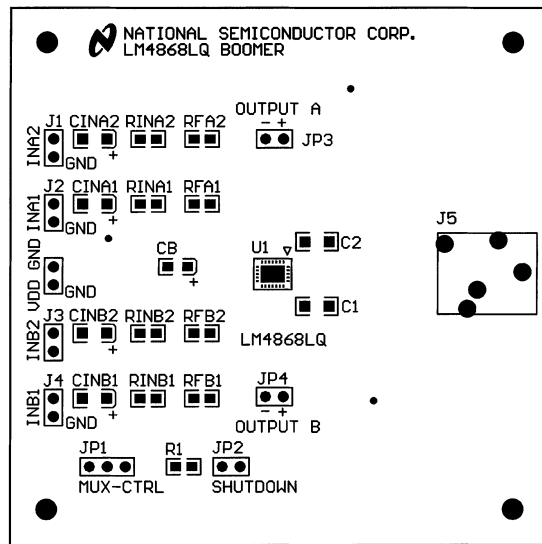 NATIONAL SEMICONDUCTOR CORP.
LM4868LQ BOOMER
OUTPUT A
- +
JP3
J1 CINA2 RINA2 RFA2
INA2
GND
+
J2 CINA1 RINA1 RFA1
INA1
GND
+
J5
GND
VDD
GND
CB
+
U1
C2
C1
LM4868LQ
J3 CINB2 RINB2 RFB2
INB2
GND
+
J4 CINB1 RINB1 RFB1
INB1
GND
+
JP4
- +
OUTPUT B
JP1
MUX-CTRL
R1
JP2
SHUTDOWN